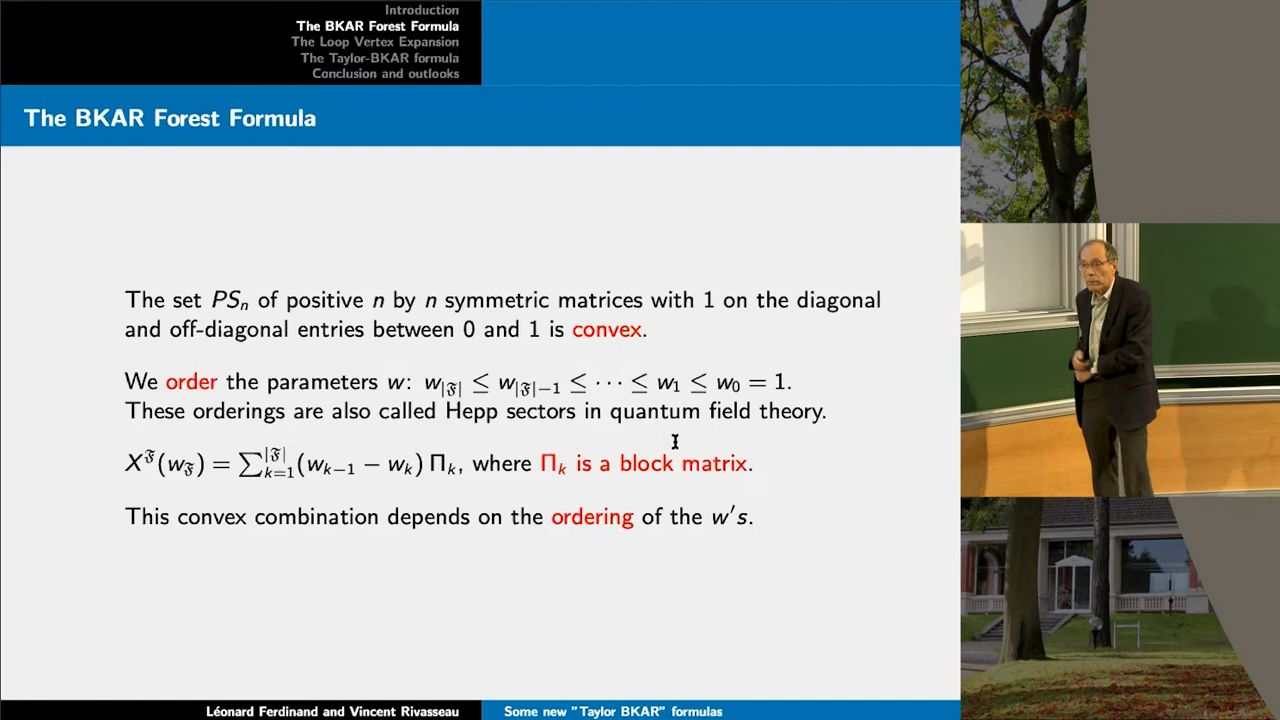 Introduction
The BKAR Forest Formula
The Loop Vertex Expansion
The Taylor-BKAR formula
Conclusion and outlooks
The BKAR Forest Formula
The set PSₙ of positive n by n symmetric matrices with 1 on the diagonal
and off-diagonal entries between 0 and 1 is convex.
We order the parameters w: w_{|𝔉|} ≤ w_{|𝔉|−1} ≤ ⋯ ≤ w₁ ≤ w₀ = 1.
These orderings are also called Hepp sectors in quantum field theory.
X^𝔉(w_𝔉) = ∑_{k=1}^{|𝔉|}(w_{k−1} − w_k) Π_k, where Π_k is a block matrix.
This convex combination depends on the ordering of the w's.
Léonard Ferdinand and Vincent Rivasseau
Some new "Taylor BKAR" formulas